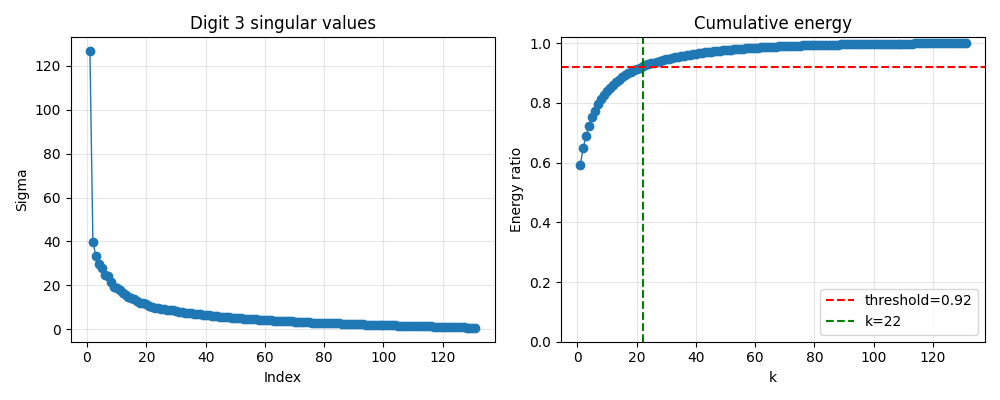 Digit 3 singular values
Sigma
120
100
80
60
40
20
0
0 20 40 60 80 100 120
Index
Cumulative energy
Energy ratio
1.0
0.8
0.6
0.4
0.2
0.0
threshold=0.92
k=22
0 20 40 60 80 100 120
k